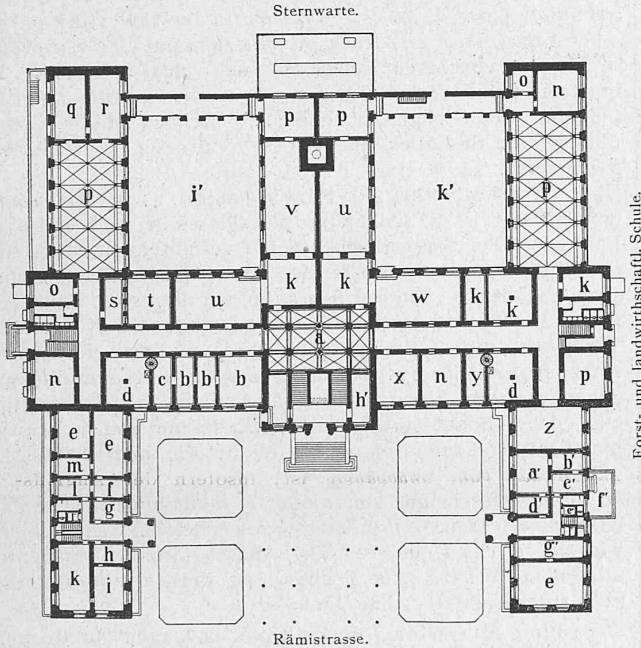 Sternwarte.
o n
q r p p
p p
i' k'
v u
k k
o s t u w k k k
a
n d c b b b x n y d p
h'
e e z
m b'
l f a' c'
g d' e' f'
h g'
k i e
Forst- und landwirthschaftl. Schule.
Rämistrasse.